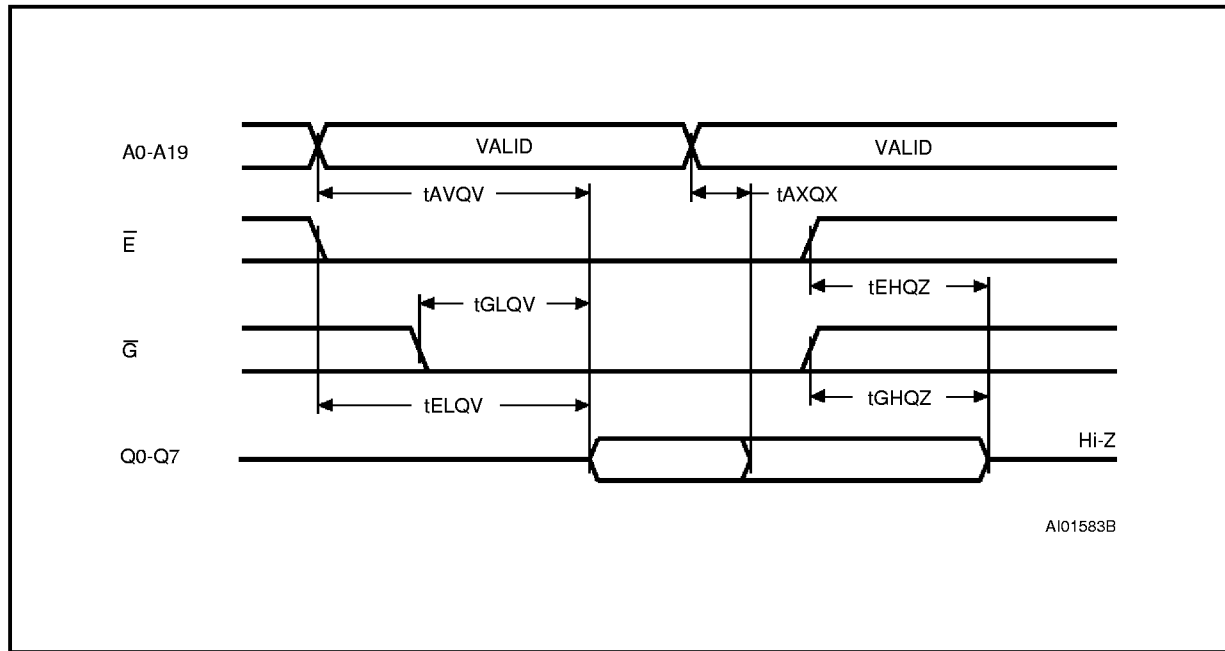 A0-A19
VALID
VALID
tAVQV
tAXQX
E̅
tEHQZ
tGLQV
G̅
tELQV
tGHQZ
Q0-Q7
Hi-Z
AI01583B